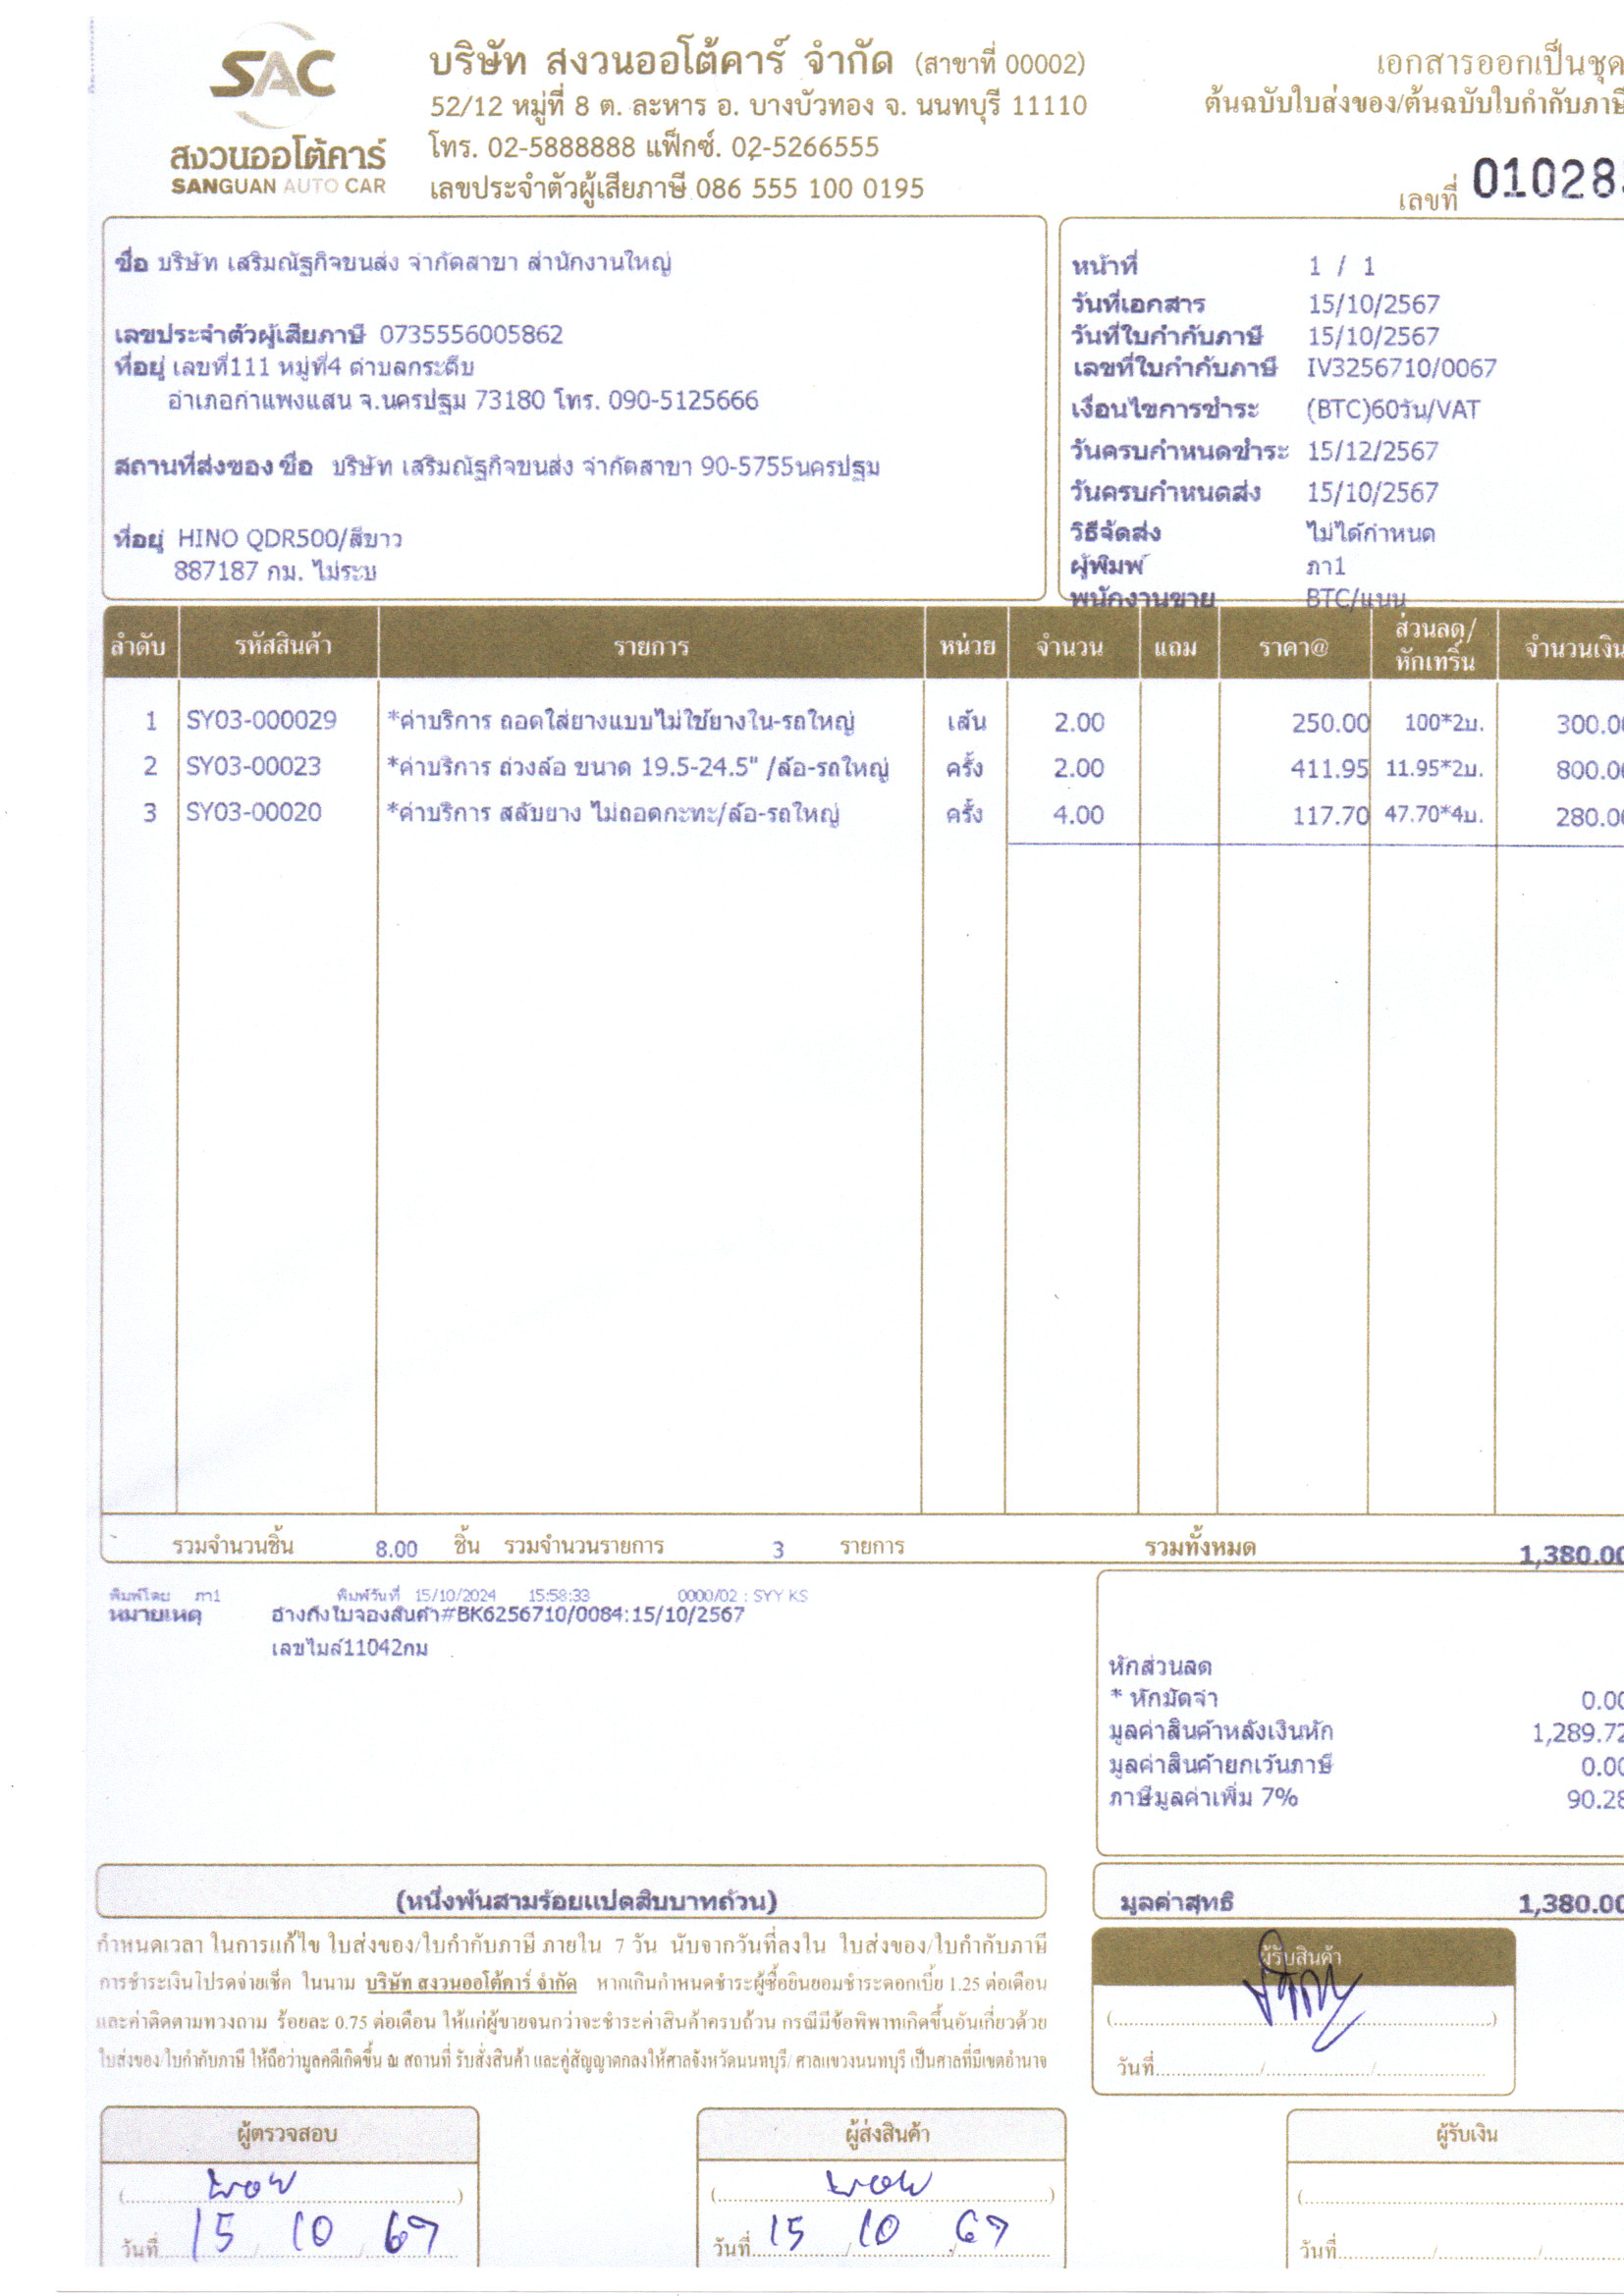 SAC
สงวนออโต้คาร์
SANGUAN AUTO CAR
บริษัท สงวนออโต้คาร์ จำกัด (สาขาที่ 00002)
52/12 หมู่ที่ 8 ต. ละหาร อ. บางบัวทอง จ. นนทบุรี 11110
โทร. 02-5888888 แฟ็กซ์. 02-5266555
เลขประจำตัวผู้เสียภาษี 086 555 100 0195
เอกสารออกเป็นชุด
ต้นฉบับใบส่งของ/ต้นฉบับใบกำกับภาษี
เลขที่ 01028
ชื่อ บริษัท เสริมณัฐกิจขนส่ง จำกัดสาขา สำนักงานใหญ่
เลขประจำตัวผู้เสียภาษี 0735556005862
ที่อยู่ เลขที่111 หมู่ที่4 ตำบลกระตีบ
อำเภอกำแพงแสน จ.นครปฐม 73180 โทร. 090-5125666
สถานที่ส่งของ ชื่อ บริษัท เสริมณัฐกิจขนส่ง จำกัดสาขา 90-5755นครปฐม
ที่อยู่ HINO QDR500/สีขาว
887187 กม. ไม่ระบ
หน้าที่ 1 / 1
วันที่เอกสาร 15/10/2567
วันที่ใบกำกับภาษี 15/10/2567
เลขที่ใบกำกับภาษี IV3256710/0067
เงื่อนไขการชำระ (BTC)60วัน/VAT
วันครบกำหนดชำระ 15/12/2567
วันครบกำหนดส่ง 15/10/2567
วิธีจัดส่ง ไม่ได้กำหนด
ผู้พิมพ์ ภา1
พนักงานขาย BTC/แนน
ลำดับ รหัสสินค้า รายการ หน่วย จำนวน แถม ราคา@ ส่วนลด/หักเทริ์น จำนวนเงิน
1 SY03-000029 *ค่าบริการ ถอดใส่ยางแบบไม่ใช้ยางใน-รถใหญ่ เส้น 2.00 250.00 100*2บ. 300.00
2 SY03-00023 *ค่าบริการ ถ่วงล้อ ขนาด 19.5-24.5" /ล้อ-รถใหญ่ ครั้ง 2.00 411.95 11.95*2บ. 800.00
3 SY03-00020 *ค่าบริการ สลับยาง ไม่ถอดกะทะ/ล้อ-รถใหญ่ ครั้ง 4.00 117.70 47.70*4บ. 280.00
รวมจำนวนชิ้น 8.00 ชิ้น รวมจำนวนรายการ 3 รายการ รวมทั้งหมด 1,380.00
พิมพ์โดย ภา1 พิมพ์วันที่ 15/10/2024 15:58:33 0000/02 : SYY KS
หมายเหตุ อ้างถึงใบจองสินค้า#BK6256710/0084:15/10/2567
เลขไมล์11042กม
หักส่วนลด
* หักมัดจำ 0.00
มูลค่าสินค้าหลังเงินหัก 1,289.72
มูลค่าสินค้ายกเว้นภาษี 0.00
ภาษีมูลค่าเพิ่ม 7% 90.28
(หนึ่งพันสามร้อยแปดสิบบาทถ้วน)
มูลค่าสุทธิ 1,380.00
กำหนดเวลา ในการแก้ไข ใบส่งของ/ใบกำกับภาษี ภายใน 7 วัน นับจากวันที่ลงใน ใบส่งของ/ใบกำกับภาษี
การชำระเงินโปรดจ่ายเช็ค ในนาม บริษัท สงวนออโต้คาร์ จำกัด หากเกินกำหนดชำระผู้ซื้อยินยอมชำระดอกเบี้ย 1.25 ต่อเดือน
และค่าติดตามทวงถาม ร้อยละ 0.75 ต่อเดือน ให้แก่ผู้ขายจนกว่าจะชำระค่าสินค้าครบถ้วน กรณีมีข้อพิพาทเกิดขึ้นอันเกี่ยวด้วย
ใบส่งของ/ใบกำกับภาษี ให้ถือว่ามูลคดีเกิดขึ้น ณ สถานที่ รับสั่งสินค้า และคู่สัญญาตกลงให้ศาลจังหวัดนนทบุรี/ ศาลแขวงนนทบุรี เป็นศาลที่มีเขตอำนาจ
ผู้รับสินค้า
วันที่
ผู้ตรวจสอบ
วันที่ 15 10 67
ผู้ส่งสินค้า
วันที่ 15 10 67
ผู้รับเงิน
วันที่